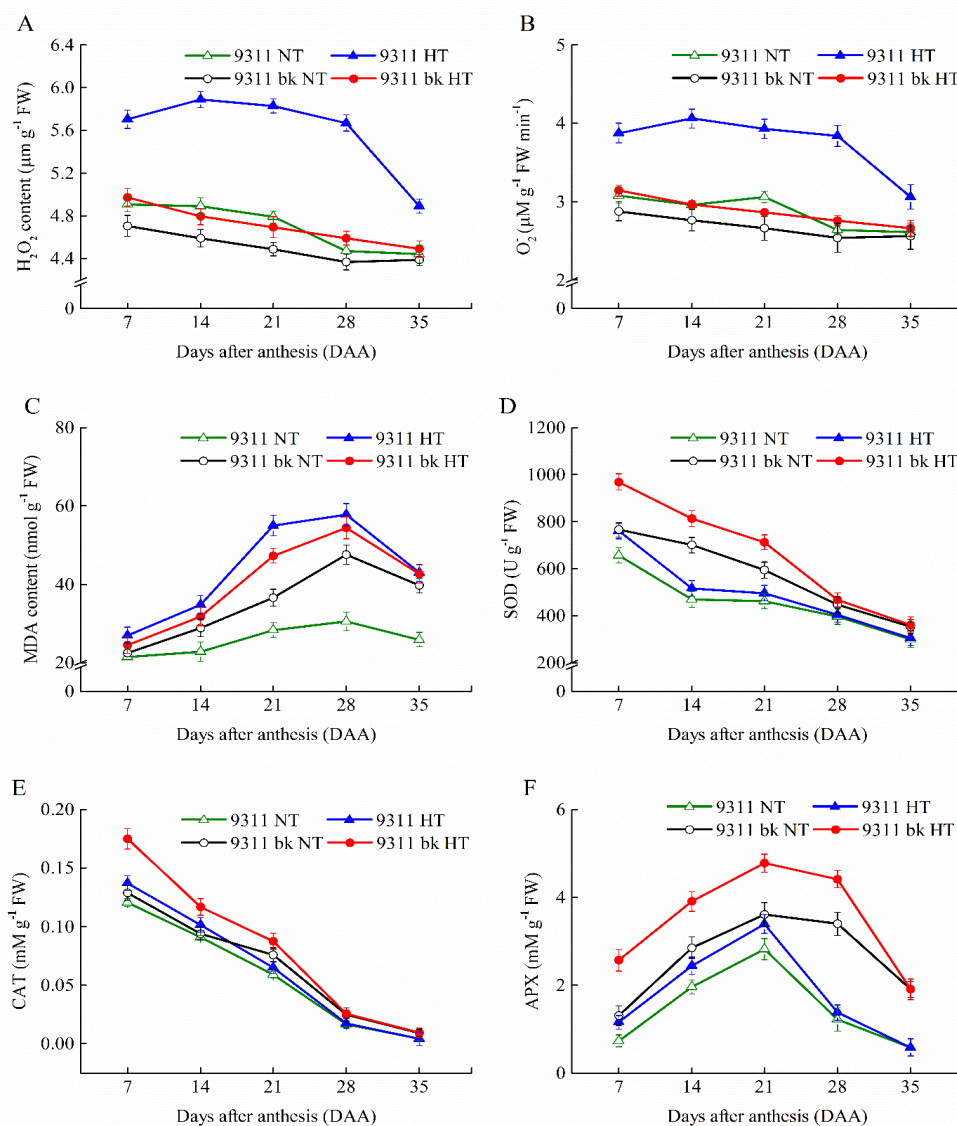 A
6.4
6.0
5.6
5.2
4.8
4.4
0
H₂O₂ content (μm g⁻¹ FW)
9311 NT
9311 HT
9311 bk NT
9311 bk HT
7 14 21 28 35
Days after anthesis (DAA)
B
5
4
3
2
0
O₂⁻ (μM g⁻¹ FW min⁻¹)
9311 NT
9311 HT
9311 bk NT
9311 bk HT
7 14 21 28 35
Days after anthesis (DAA)
C
80
60
40
20
0
MDA content (nmol g⁻¹ FW)
9311 NT
9311 HT
9311 bk NT
9311 bk HT
7 14 21 28 35
Days after anthesis (DAA)
D
1200
1000
800
600
400
200
0
SOD (U g⁻¹ FW)
9311 NT
9311 HT
9311 bk NT
9311 bk HT
7 14 21 28 35
Days after anthesis (DAA)
E
0.20
0.15
0.10
0.05
0.00
CAT (mM g⁻¹ FW)
9311 NT
9311 HT
9311 bk NT
9311 bk HT
7 14 21 28 35
Days after anthesis (DAA)
F
6
4
2
0
APX (mM g⁻¹ FW)
9311 NT
9311 HT
9311 bk NT
9311 bk HT
7 14 21 28 35
Days after anthesis (DAA)